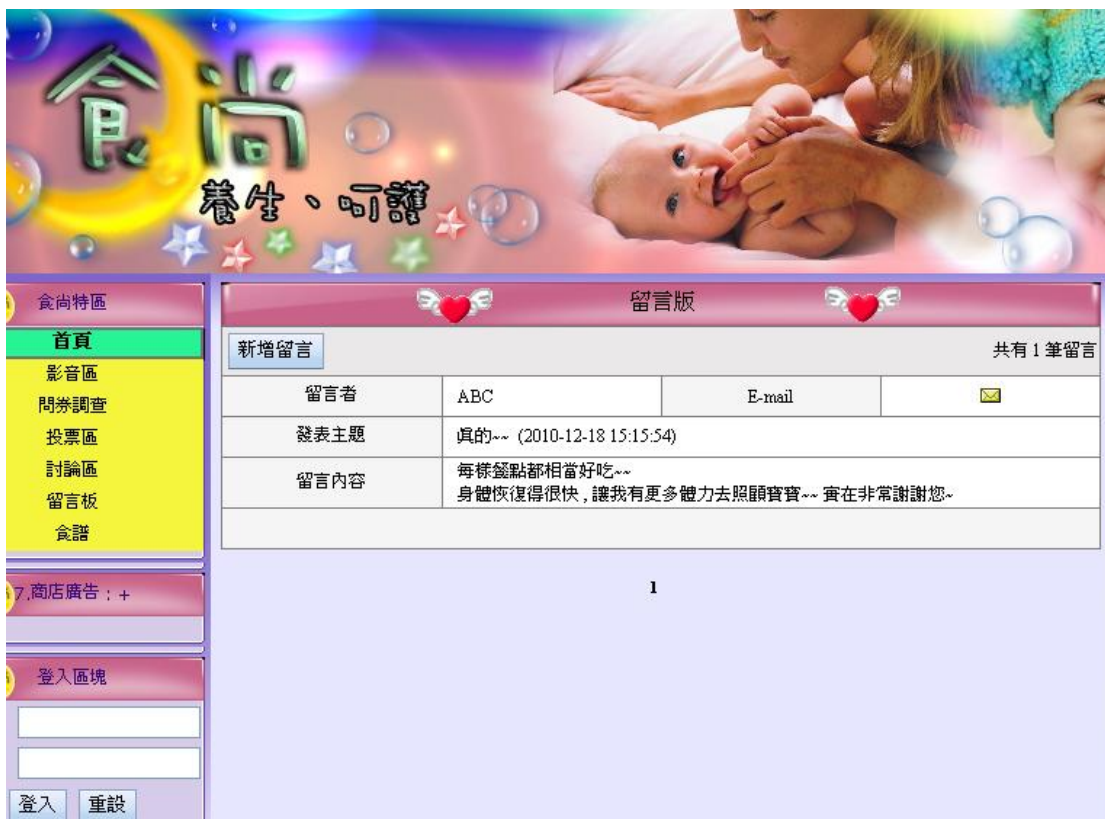 食尚
養生、呵護
食尚特區
首頁
影音區
問券調查
投票區
討論區
留言板
食譜
7.商店廣告：+
登入區塊
登入 重設
留言版
新增留言 共有 1 筆留言
留言者 ABC E-mail
發表主題 真的~~ (2010-12-18 15:15:54)
留言內容 每樣餐點都相當好吃~~
身體恢復得很快 , 讓我有更多體力去照顧寶寶~~ 實在非常謝謝您~
1